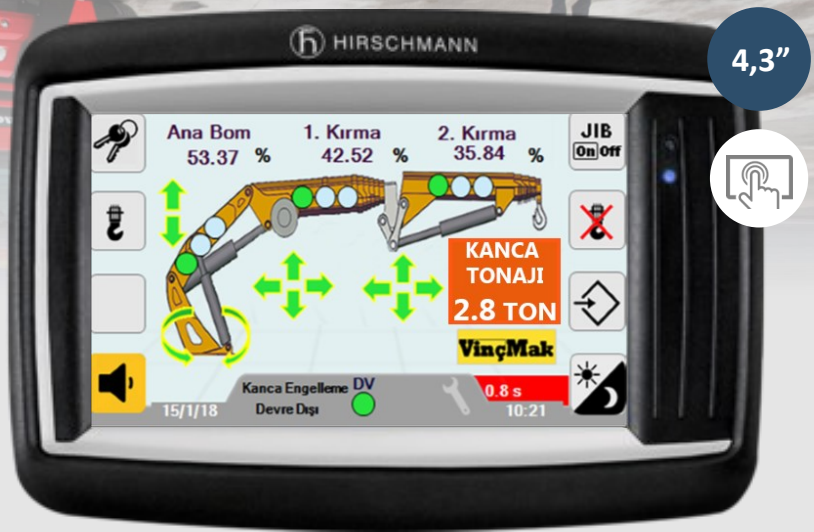 HIRSCHMANN
4,3”
Ana Bom 1. Kırma 2. Kırma
53.37 % 42.52 % 35.84 %
JIB
On Off
KANCA
TONAJI
2.8 TON
VinçMak
Kanca Engelleme DV
Devre Dışı
0.8 s
15/1/18
10:21